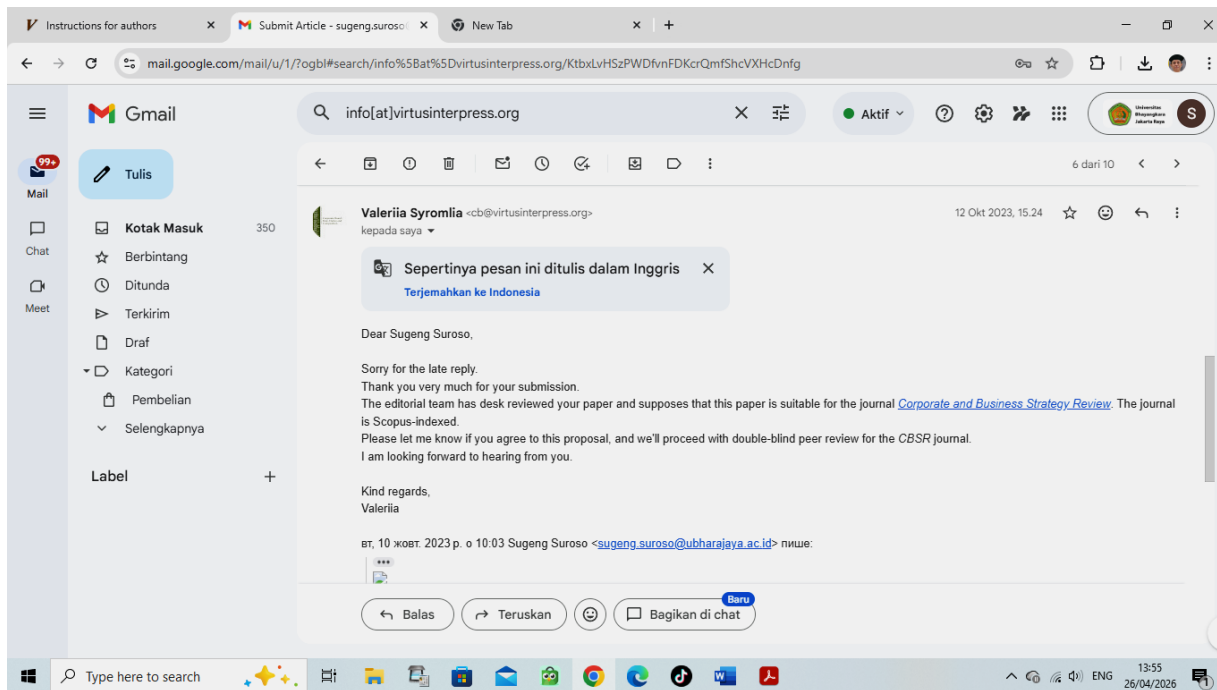 Instructions for authors
Submit Article - sugeng.suroso
New Tab
mail.google.com/mail/u/1/?ogbl#search/info%5Bat%5Dvirtusinterpress.org/KtbxLvHSzPWDfvnFDKcrQmfShcVXHcDnfg
Gmail
info[at]virtusinterpress.org
Aktif
Universitas
Bhayangkara
Jakarta Raya
S
99+
Mail
Chat
Meet
Tulis
Kotak Masuk 350
Berbintang
Ditunda
Terkirim
Draf
Kategori
Pembelian
Selengkapnya
Label
6 dari 10
Valeriia Syromlia <cb@virtusinterpress.org>
12 Okt 2023, 15.24
kepada saya
Sepertinya pesan ini ditulis dalam Inggris
Terjemahkan ke Indonesia
Dear Sugeng Suroso,
Sorry for the late reply.
Thank you very much for your submission.
The editorial team has desk reviewed your paper and supposes that this paper is suitable for the journal Corporate and Business Strategy Review. The journal
is Scopus-indexed.
Please let me know if you agree to this proposal, and we'll proceed with double-blind peer review for the CBSR journal.
I am looking forward to hearing from you.
Kind regards,
Valeriia
вт, 10 жовт. 2023 р. о 10:03 Sugeng Suroso <sugeng.suroso@ubharajaya.ac.id> пише:
Balas
Teruskan
Bagikan di chat
Baru
Type here to search
ENG
13:55
26/04/2026
1